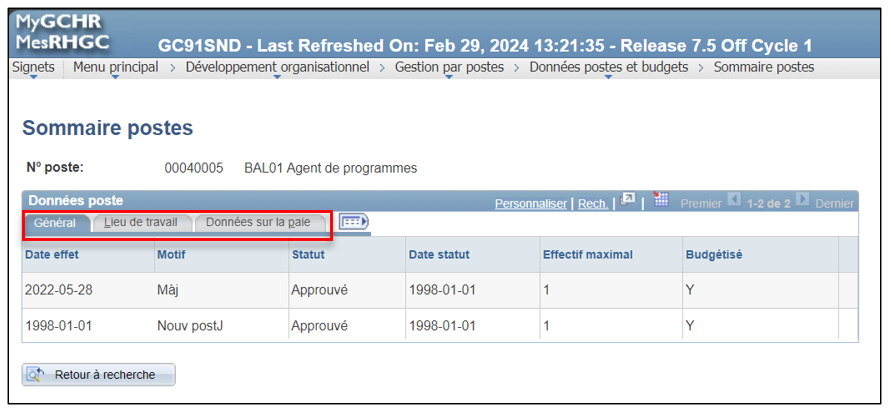 MyGCHR
MesRHGC
GC91SND - Last Refreshed On: Feb 29, 2024 13:21:35 - Release 7.5 Off Cycle 1
Signets Menu principal > Développement organisationnel > Gestion par postes > Données postes et budgets > Sommaire postes
Sommaire postes
Nº poste: 00040005 BAL01 Agent de programmes
Données poste Personnaliser | Rech. | | Premier 1-2 de 2 Dernier
Général Lieu de travail Données sur la paie
Date effet Motif Statut Date statut Effectif maximal Budgétisé
2022-05-28 Màj Approuvé 1998-01-01 1 Y
1998-01-01 Nouv postJ Approuvé 1998-01-01 1 Y
Retour à recherche